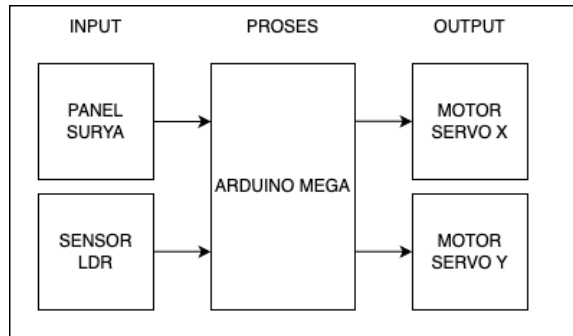 INPUT
PROSES
OUTPUT
PANEL
SURYA
SENSOR
LDR
ARDUINO MEGA
MOTOR
SERVO X
MOTOR
SERVO Y